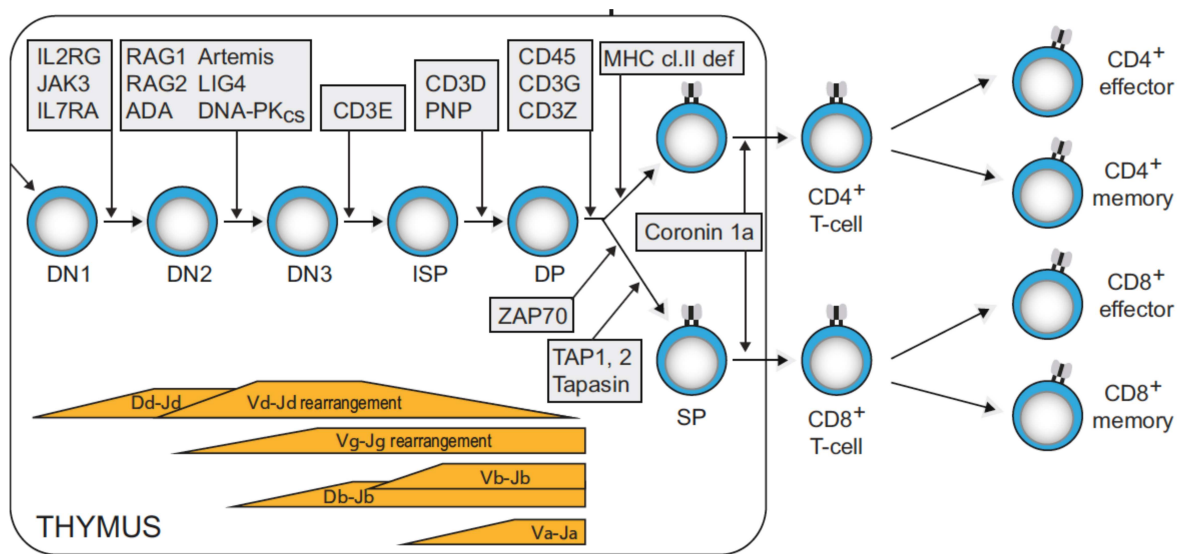 IL2RG
JAK3
IL7RA
RAG1 Artemis
RAG2 LIG4
ADA DNA-PKCS
CD3E
CD3D
PNP
CD45
CD3G
CD3Z
MHC cl.II def
CD4+
effector
CD4+
memory
CD4+
T-cell
Coronin 1a
DN1
DN2
DN3
ISP
DP
ZAP70
TAP1, 2
Tapasin
SP
CD8+
T-cell
CD8+
effector
CD8+
memory
Dd-Jd
Vd-Jd rearrangement
Vg-Jg rearrangement
Vb-Jb
Db-Jb
Va-Ja
THYMUS